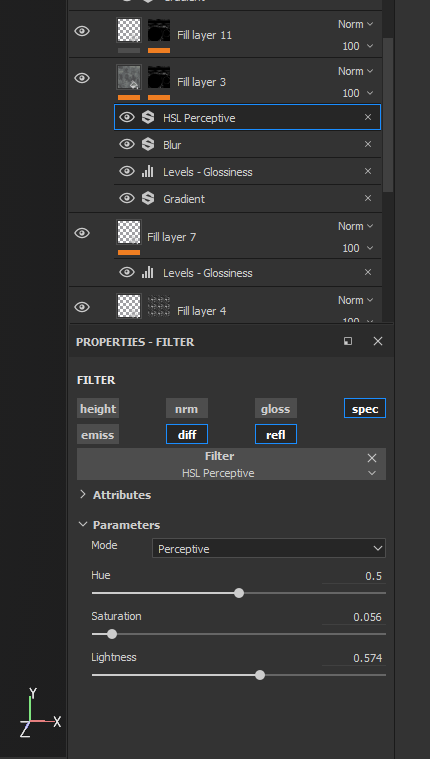 Gradient
Norm
Fill layer 11
100
Norm
Fill layer 3
100
HSL Perceptive
Blur
Levels - Glossiness
Gradient
Norm
Fill layer 7
100
Levels - Glossiness
Norm
Fill layer 4
100
PROPERTIES - FILTER
FILTER
height nrm gloss spec
emiss diff refl
Filter
HSL Perceptive
Attributes
Parameters
Mode Perceptive
Hue 0.5
Saturation 0.056
Lightness 0.574
Y
X
Z